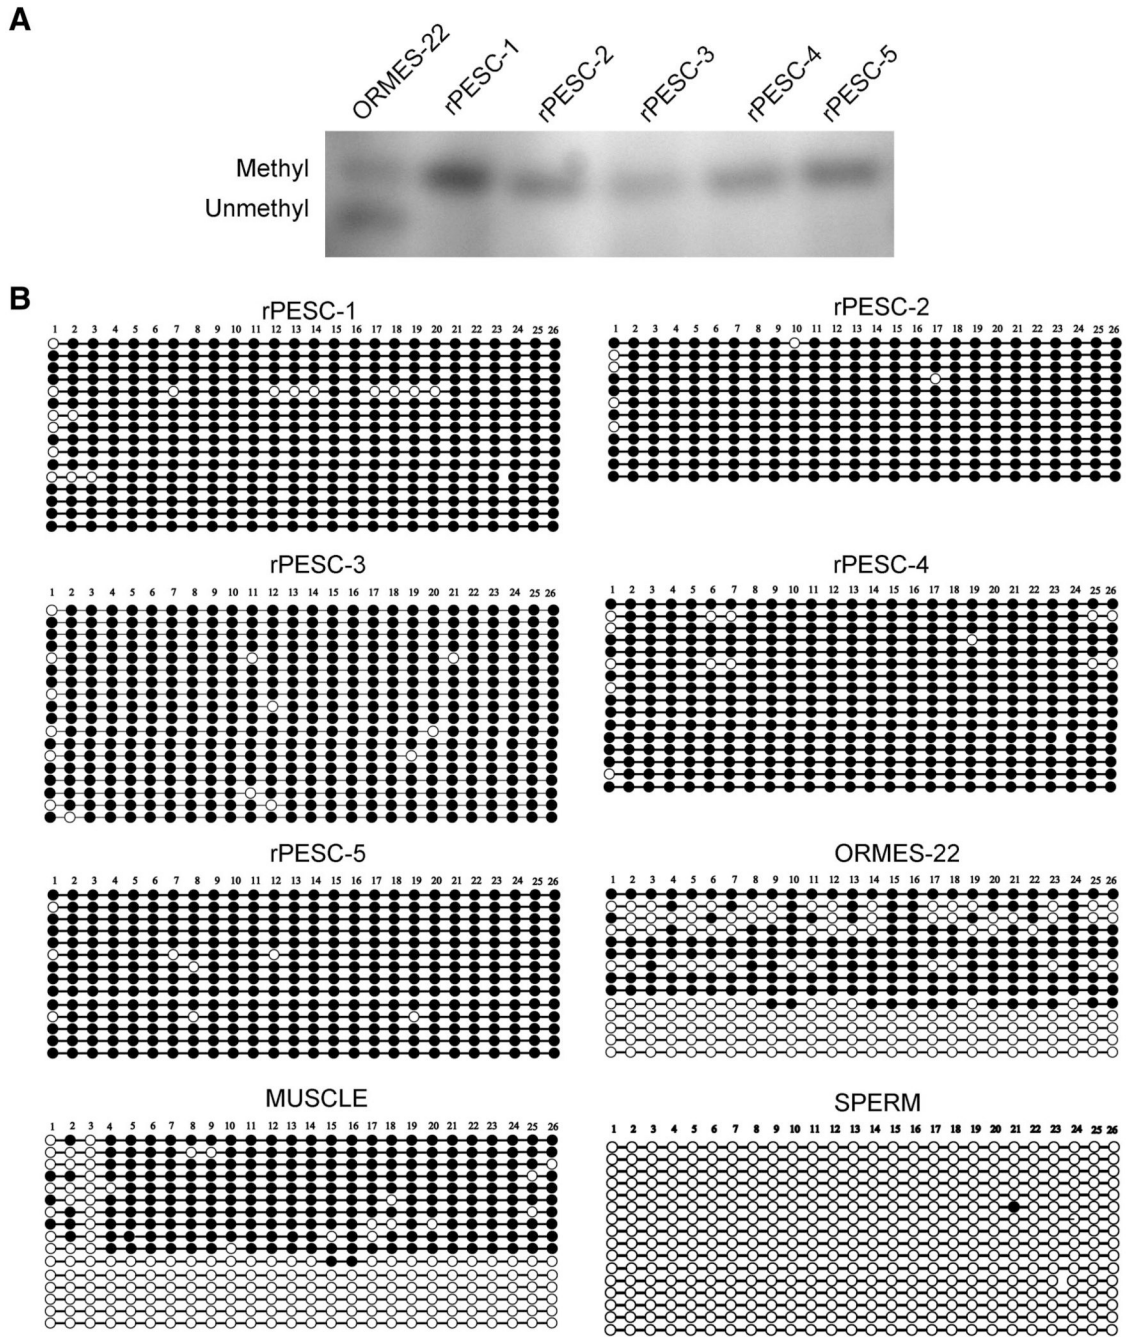 A
ORMES-22 rPESC-1 rPESC-2 rPESC-3 rPESC-4 rPESC-5
Methyl
Unmethyl
B
rPESC-1 rPESC-2
1 2 3 4 5 6 7 8 9 10 11 12 13 14 15 16 17 18 19 20 21 22 23 24 25 26 1 2 3 4 5 6 7 8 9 10 11 12 13 14 15 16 17 18 19 20 21 22 23 24 25 26
rPESC-3 rPESC-4
1 2 3 4 5 6 7 8 9 10 11 12 13 14 15 16 17 18 19 20 21 22 23 24 25 26 1 2 3 4 5 6 7 8 9 10 11 12 13 14 15 16 17 18 19 20 21 22 23 24 25 26
rPESC-5 ORMES-22
1 2 3 4 5 6 7 8 9 10 11 12 13 14 15 16 17 18 19 20 21 22 23 24 25 26 1 2 3 4 5 6 7 8 9 10 11 12 13 14 15 16 17 18 19 20 21 22 23 24 25 26
MUSCLE SPERM
1 2 3 4 5 6 7 8 9 10 11 12 13 14 15 16 17 18 19 20 21 22 23 24 25 26 1 2 3 4 5 6 7 8 9 10 11 12 13 14 15 16 17 18 19 20 21 22 23 24 25 26